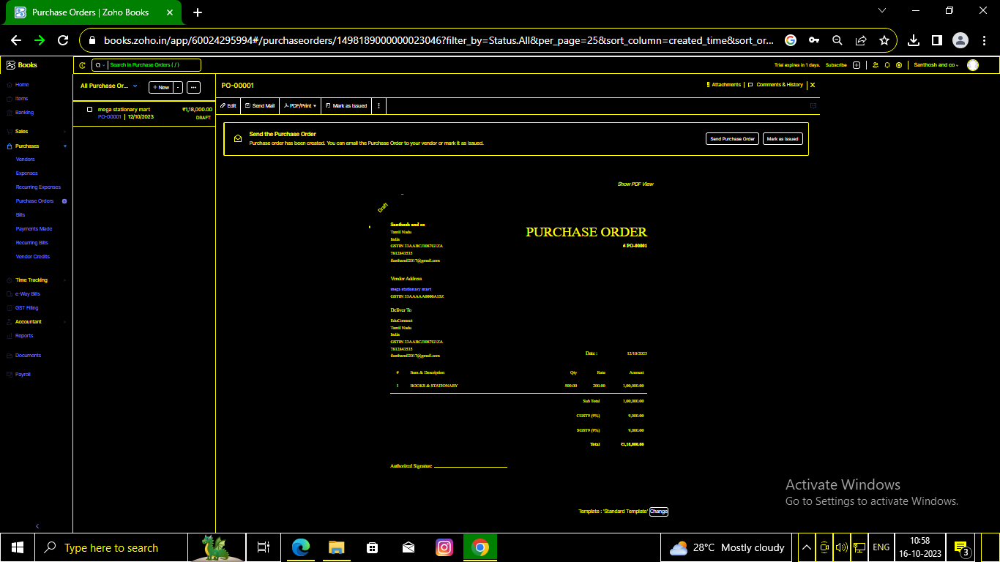 Purchase Orders | Zoho Books
books.zoho.in/app/60024295994#/purchaseorders/1498189000000023046?filter_by=Status.All&per_page=25&sort_column=created_time&sort_or...
Books
Search in Purchase Orders ( / )
Trial expires in 1 days.
Subscribe
Santhosh and co
Home
Items
Banking
Sales
Purchases
Vendors
Expenses
Recurring Expenses
Purchase Orders
Bills
Payments Made
Recurring Bills
Vendor Credits
Time Tracking
e-Way Bills
GST Filing
Accountant
Reports
Documents
Payroll
All Purchase Or...
+ New
mega stationary mart ₹1,18,000.00
PO-00001 | 12/10/2023 DRAFT
PO-00001
Attachments
Comments & History
Edit
Send Mail
PDF/Print
Mark as Issued
Send the Purchase Order
Purchase order has been created. You can email the Purchase Order to your vendor or mark it as issued.
Send Purchase Order
Mark as Issued
Show PDF View
Draft
Santhosh and co
Tamil Nadu
India
GSTIN 33AABCJ1087G1ZA
7812843535
PURCHASE ORDER
# PO-00001
Vendor Address
mega stationary mart
GSTIN 33AAAAA0000A15Z
Deliver To
EduConnect
Tamil Nadu
India
GSTIN 33AABCJ1087G1ZA
7812843535
Date : 12/10/2023
# Item & Description Qty Rate Amount
1 BOOKS & STATIONARY 500.00 200.00 1,00,000.00
Sub Total 1,00,000.00
CGST9 (9%) 9,000.00
SGST9 (9%) 9,000.00
Total ₹1,18,000.00
Authorized Signature
Template : 'Standard Template' Change
Activate Windows
Go to Settings to activate Windows.
Type here to search
28°C Mostly cloudy
ENG
10:58
16-10-2023
3